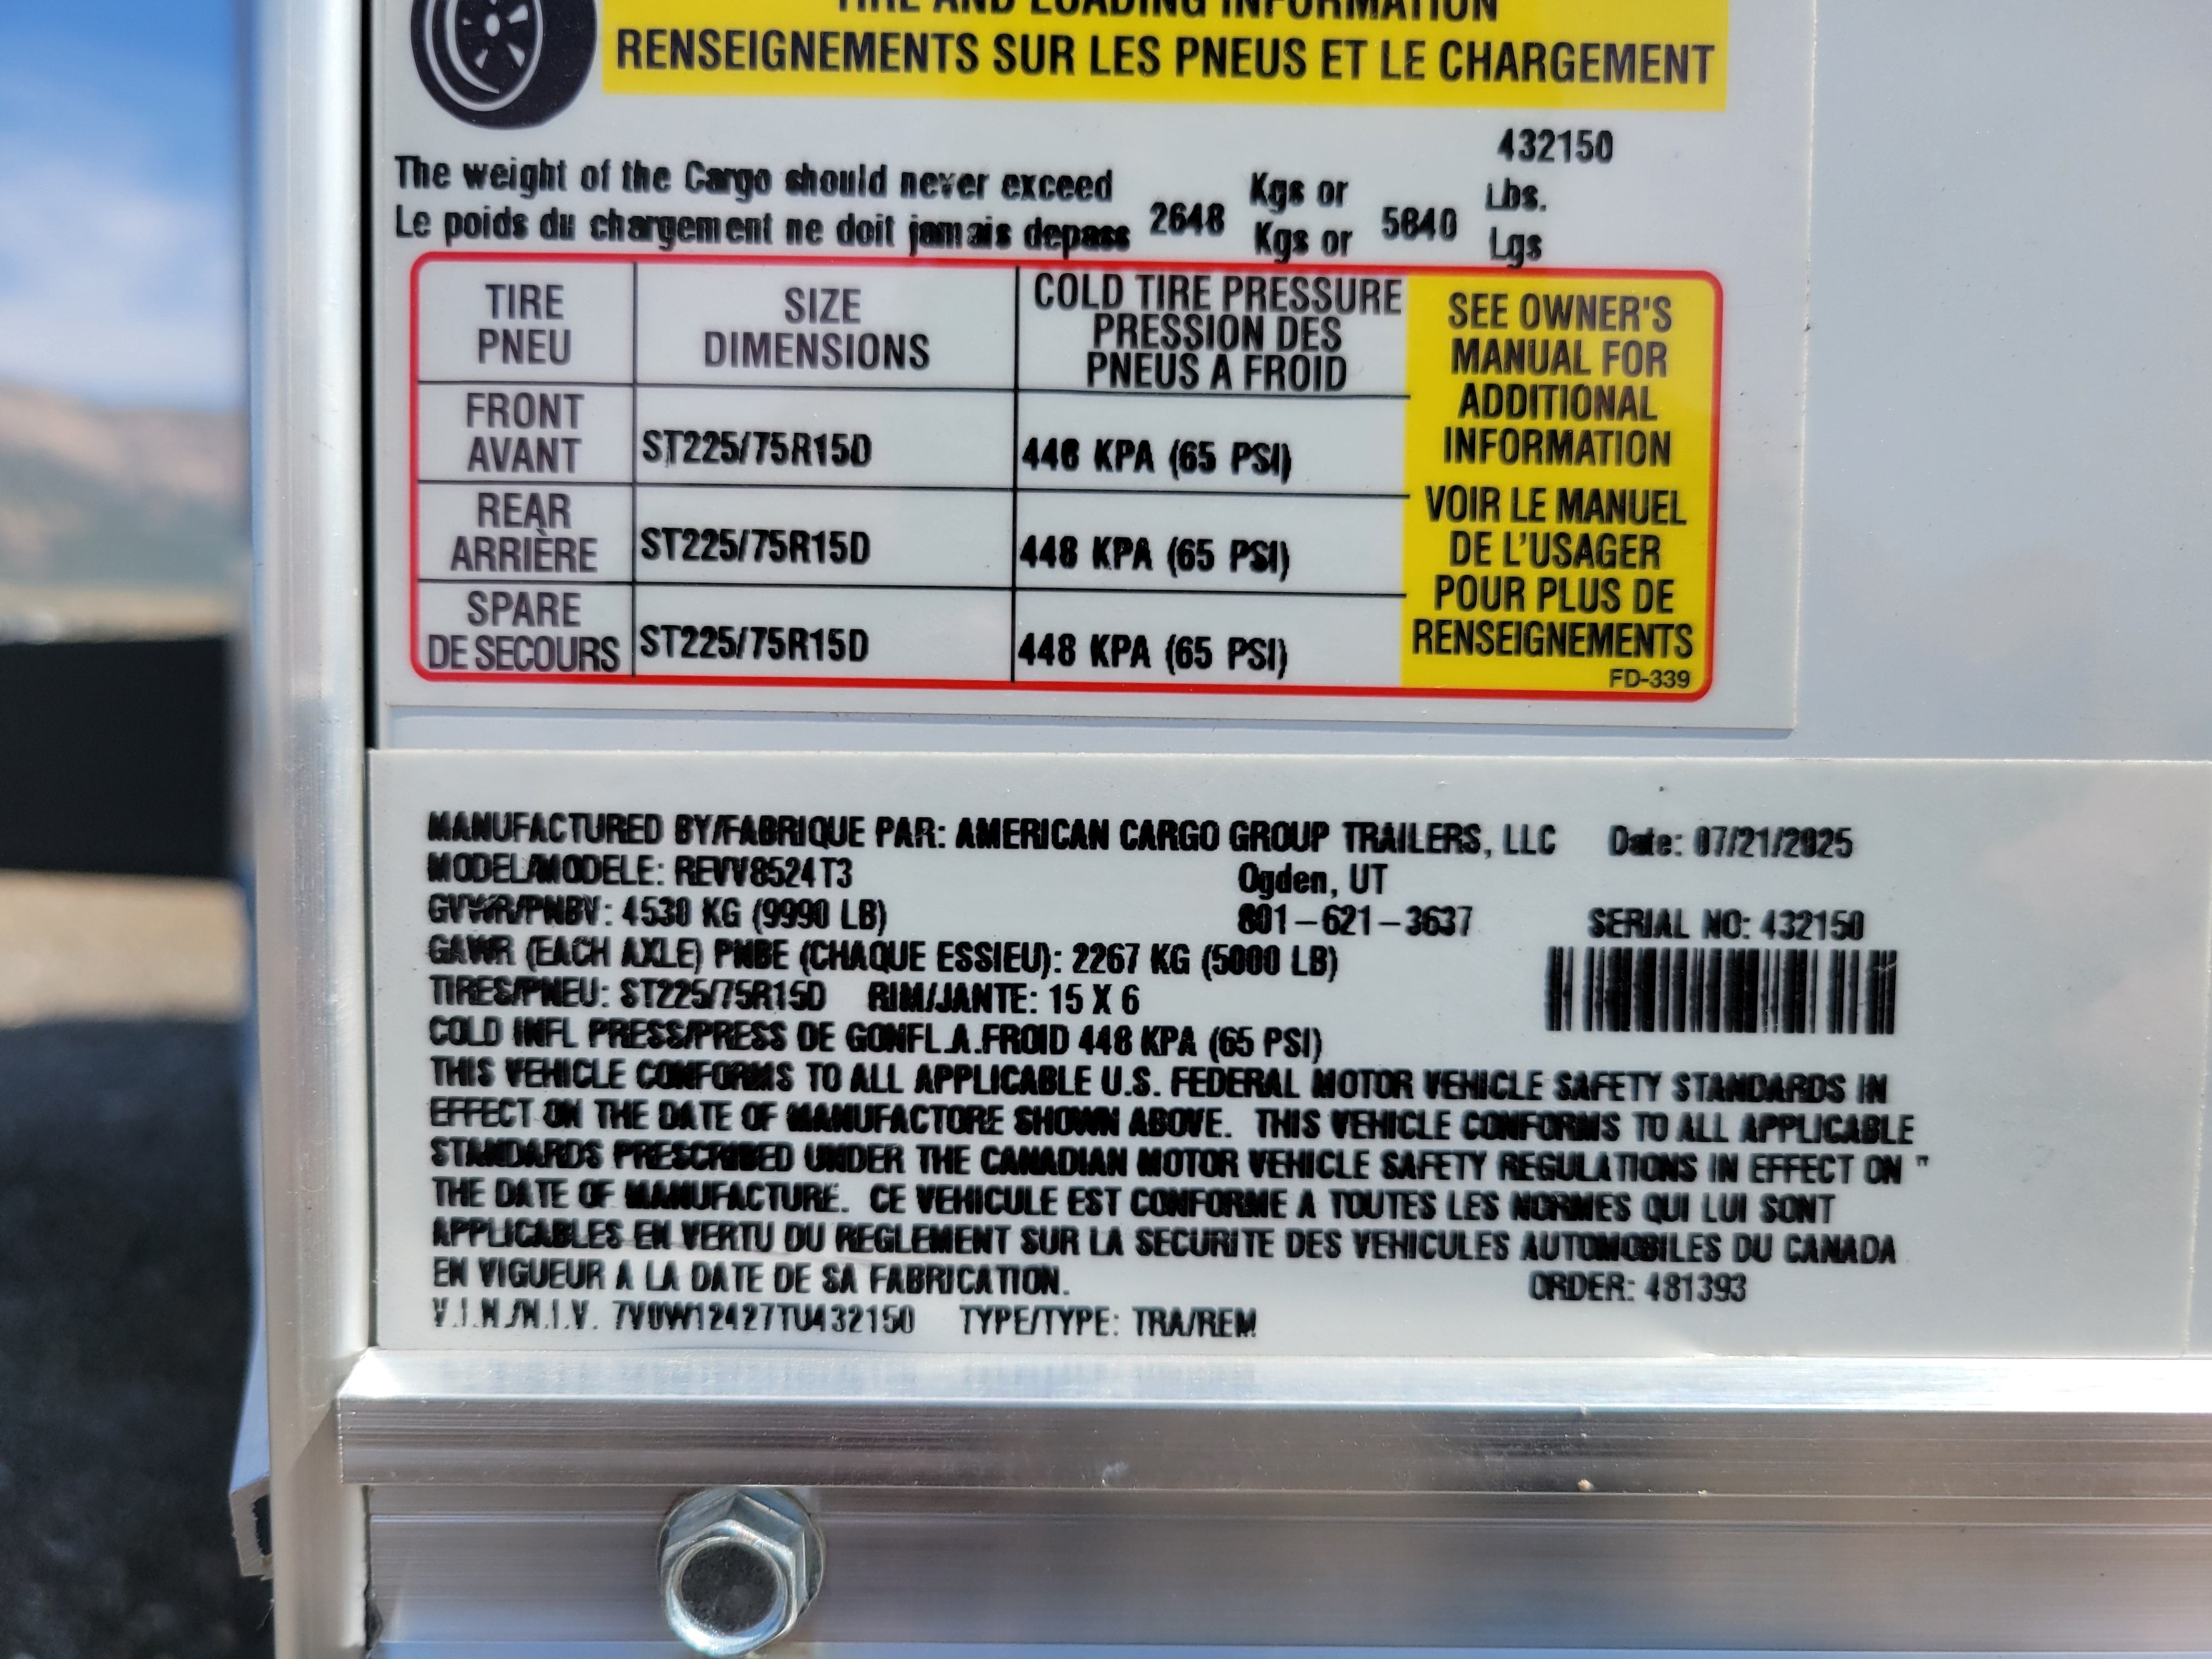 TIRE AND LOADING INFORMATION
RENSEIGNEMENTS SUR LES PNEUS ET LE CHARGEMENT
432150
The weight of the Cargo should never exceed Kgs or Lbs.
Le poids du chargement ne doit jamais depass 2648 Kgs or 5840 Lgs
TIRE PNEU
SIZE DIMENSIONS
COLD TIRE PRESSURE PRESSION DES PNEUS A FROID
FRONT AVANT ST225/75R15D 448 KPA (65 PSI)
REAR ARRIÈRE ST225/75R15D 448 KPA (65 PSI)
SPARE DE SECOURS ST225/75R15D 448 KPA (65 PSI)
SEE OWNER'S
MANUAL FOR
ADDITIONAL
INFORMATION
VOIR LE MANUEL
DE L'USAGER
POUR PLUS DE
RENSEIGNEMENTS
FD-339
MANUFACTURED BY/FABRIQUE PAR: AMERICAN CARGO GROUP TRAILERS, LLC Date: 07/21/2025
MODEL/MODELE: REVV8524T3 Ogden, UT
GVWR/PNBV: 4530 KG (9990 LB) 801-621-3637 SERIAL NO: 432150
GAWR (EACH AXLE) PNBE (CHAQUE ESSIEU): 2267 KG (5000 LB)
TIRES/PNEU: ST225/75R15D RIM/JANTE: 15 X 6
COLD INFL PRESS/PRESS DE GONFL.A.FROID 448 KPA (65 PSI)
THIS VEHICLE CONFORMS TO ALL APPLICABLE U.S. FEDERAL MOTOR VEHICLE SAFETY STANDARDS IN
EFFECT ON THE DATE OF MANUFACTORE SHOWN ABOVE. THIS VEHICLE CONFORMS TO ALL APPLICABLE
STANDARDS PRESCRIBED UNDER THE CANADIAN MOTOR VEHICLE SAFETY REGULATIONS IN EFFECT ON "
THE DATE OF MANUFACTURE. CE VEHICULE EST CONFORME A TOUTES LES NORMES QUI LUI SONT
APPLICABLES EN VERTU DU REGLEMENT SUR LA SECURITE DES VEHICULES AUTOMOBILES DU CANADA
EN VIGUEUR A LA DATE DE SA FABRICATION. ORDER: 481393
V.I.N./N.I.V. 7V0W12427TU432150 TYPE/TYPE: TRA/REM